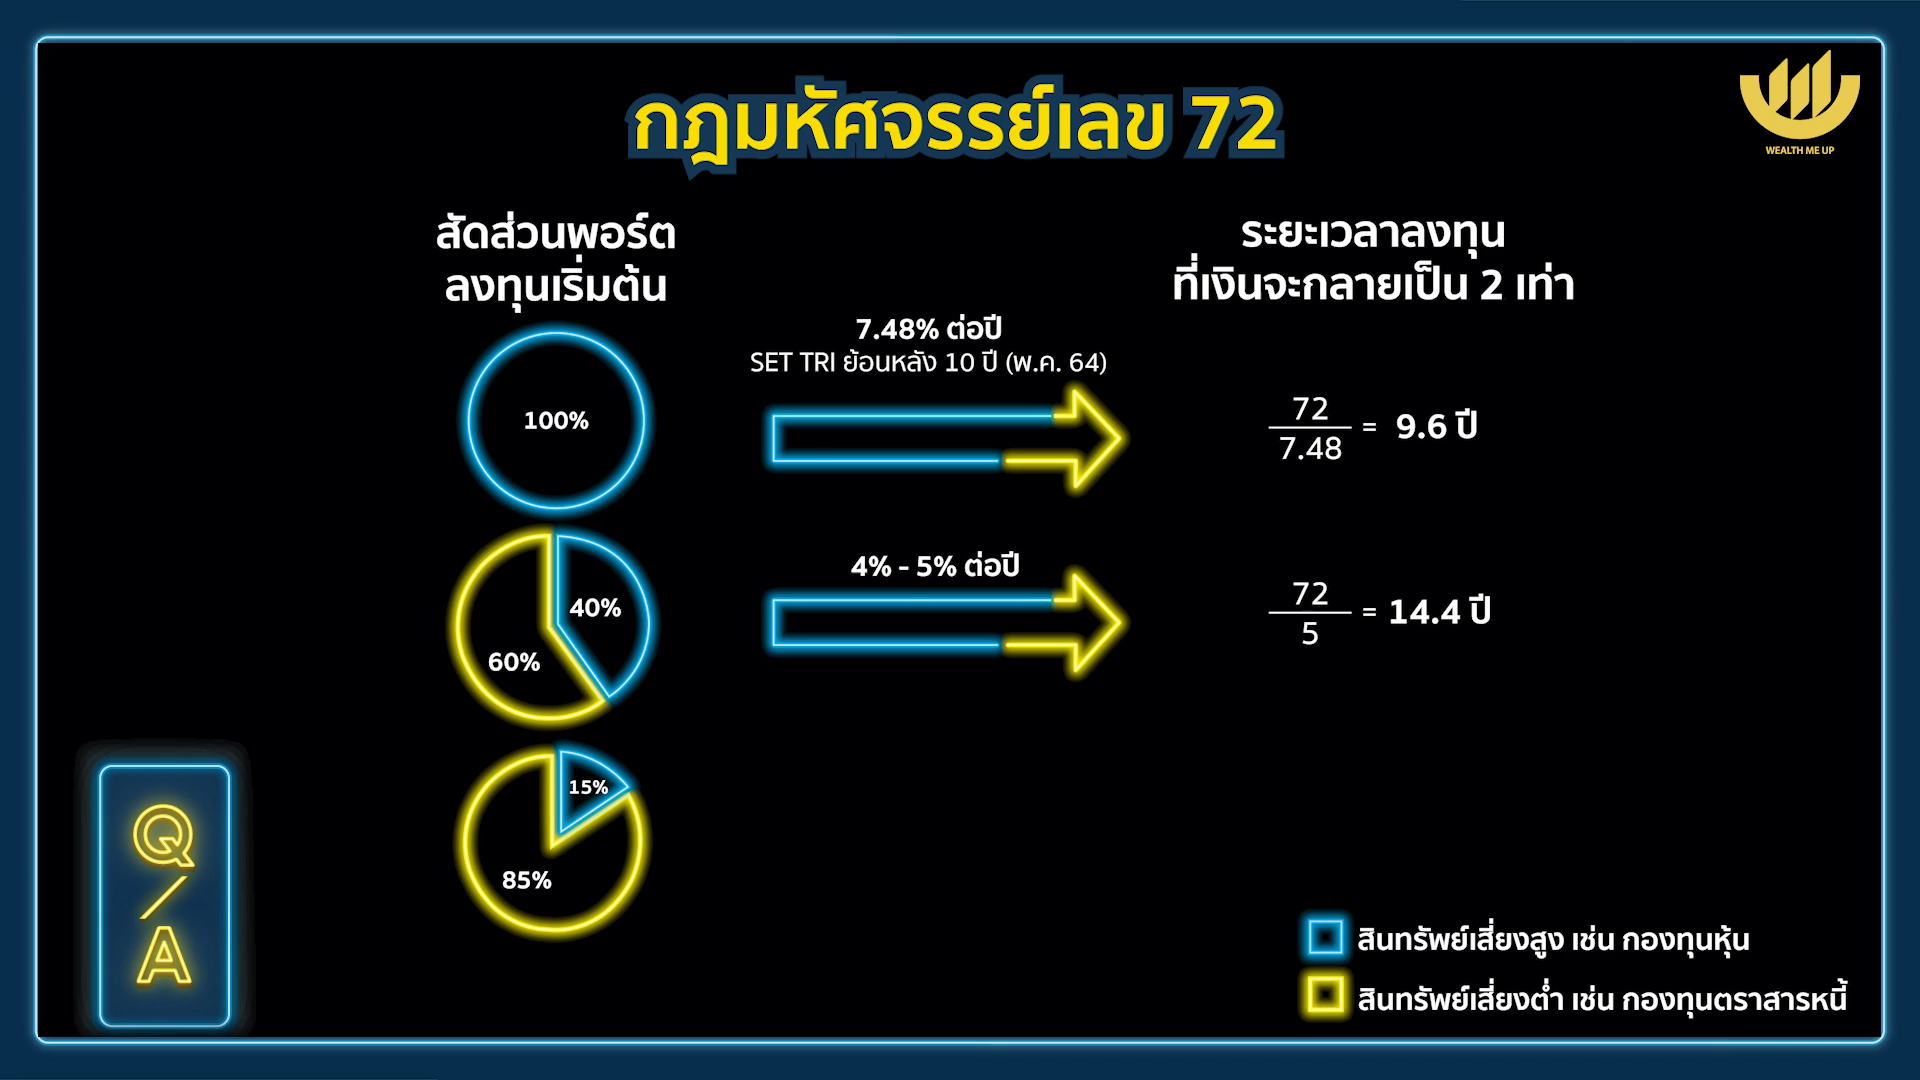 กฎมหัศจรรย์เลข 72
WEALTH ME UP
สัดส่วนพอร์ต
ลงทุนเริ่มต้น
ระยะเวลาลงทุน
ที่เงินจะกลายเป็น 2 เท่า
100%
7.48% ต่อปี
SET TRI ย้อนหลัง 10 ปี (พ.ค. 64)
72
7.48
= 9.6 ปี
40%
60%
4% - 5% ต่อปี
72
5
= 14.4 ปี
15%
85%
Q/A
สินทรัพย์เสี่ยงสูง เช่น กองทุนหุ้น
สินทรัพย์เสี่ยงต่ำ เช่น กองทุนตราสารหนี้